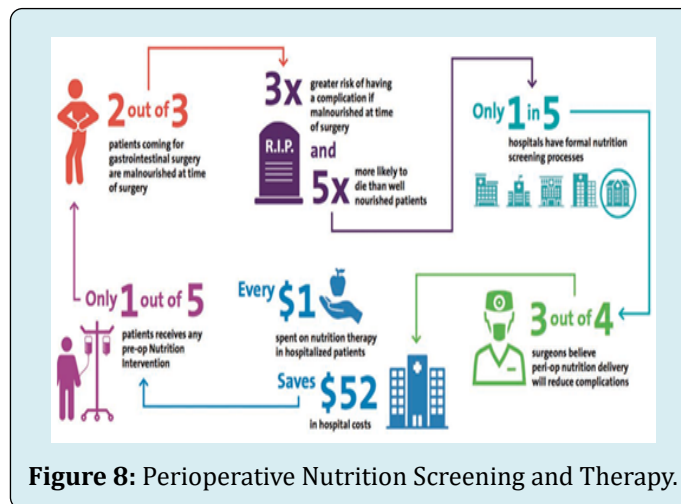 2 out of 3
patients coming for
gastrointestinal surgery
are malnourished at time
of surgery
3x
greater risk of having
a complication if
malnourished at time
of surgery
R.I.P.
and
5x
more likely to
die than well
nourished patients
Only 1 in 5
hospitals have formal nutrition
screening processes
3 out of 4
surgeons believe
peri-op nutrition delivery
will reduce complications
Every $1
spent on nutrition therapy
in hospitalized patients
Saves $52
in hospital costs
Only 1 out of 5
patients receives any
pre-op Nutrition
Intervention
Figure 8: Perioperative Nutrition Screening and Therapy.